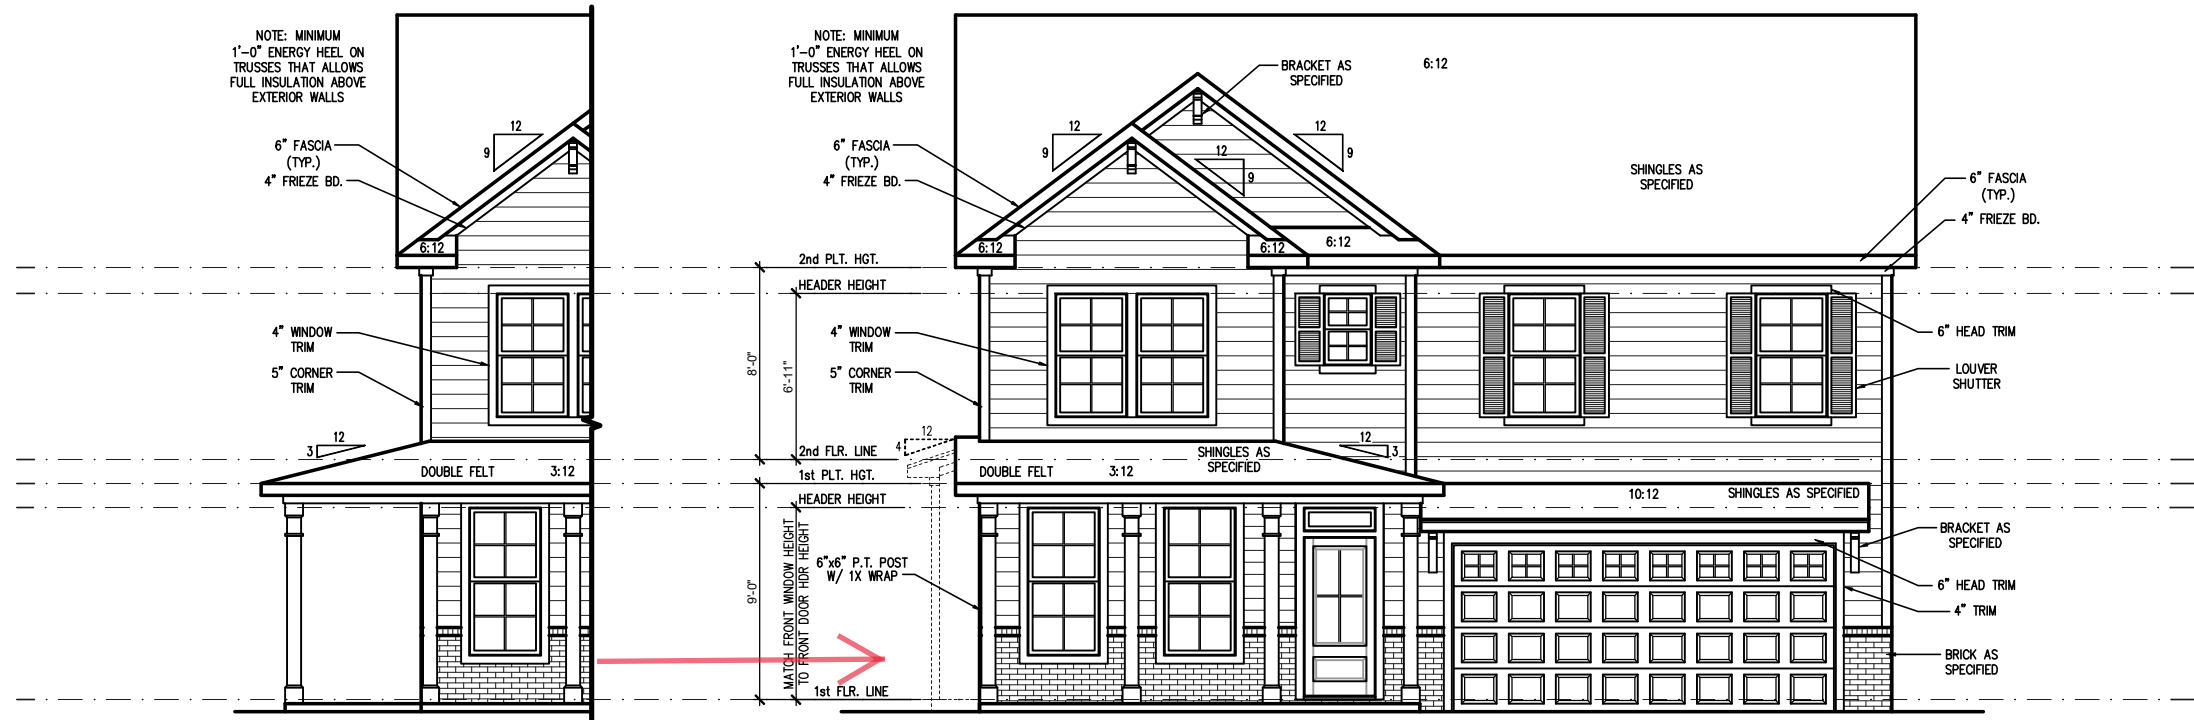 NOTE: MINIMUM
1'-0" ENERGY HEEL ON
TRUSSES THAT ALLOWS
FULL INSULATION ABOVE
EXTERIOR WALLS
12
9
6" FASCIA
(TYP.)
4" FRIEZE BD.
6:12
4" WINDOW
TRIM
5" CORNER
TRIM
12
3
DOUBLE FELT
3:12
NOTE: MINIMUM
1'-0" ENERGY HEEL ON
TRUSSES THAT ALLOWS
FULL INSULATION ABOVE
EXTERIOR WALLS
BRACKET AS
SPECIFIED
6:12
12
9
12
9
12
9
6" FASCIA
(TYP.)
4" FRIEZE BD.
SHINGLES AS
SPECIFIED
6" FASCIA
(TYP.)
4" FRIEZE BD.
6:12
6:12
6:12
2nd PLT. HGT.
HEADER HEIGHT
8'-0"
6'-11"
4" WINDOW
TRIM
5" CORNER
TRIM
6" HEAD TRIM
LOUVER
SHUTTER
12
4
2nd FLR. LINE
1st PLT. HGT.
HEADER HEIGHT
DOUBLE FELT
3:12
SHINGLES AS
SPECIFIED
12
3
10:12
SHINGLES AS SPECIFIED
9'-0"
MATCH FRONT WINDOW HEIGHT
TO FRONT DOOR HDR HEIGHT
6"x6" P.T. POST
W/ 1X WRAP
BRACKET AS
SPECIFIED
6" HEAD TRIM
4" TRIM
BRICK AS
SPECIFIED
1st FLR. LINE